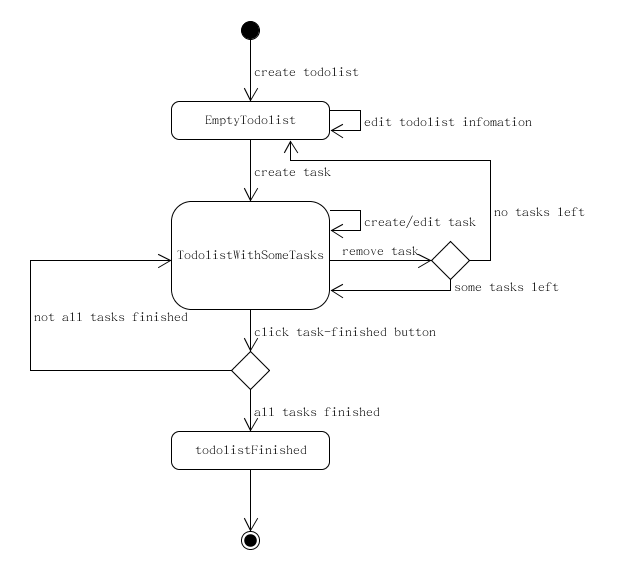 create todolist
EmptyTodolist
edit todolist infomation
create task
no tasks left
create/edit task
TodolistWithSomeTasks
remove task
some tasks left
not all tasks finished
click task-finished button
all tasks finished
todolistFinished